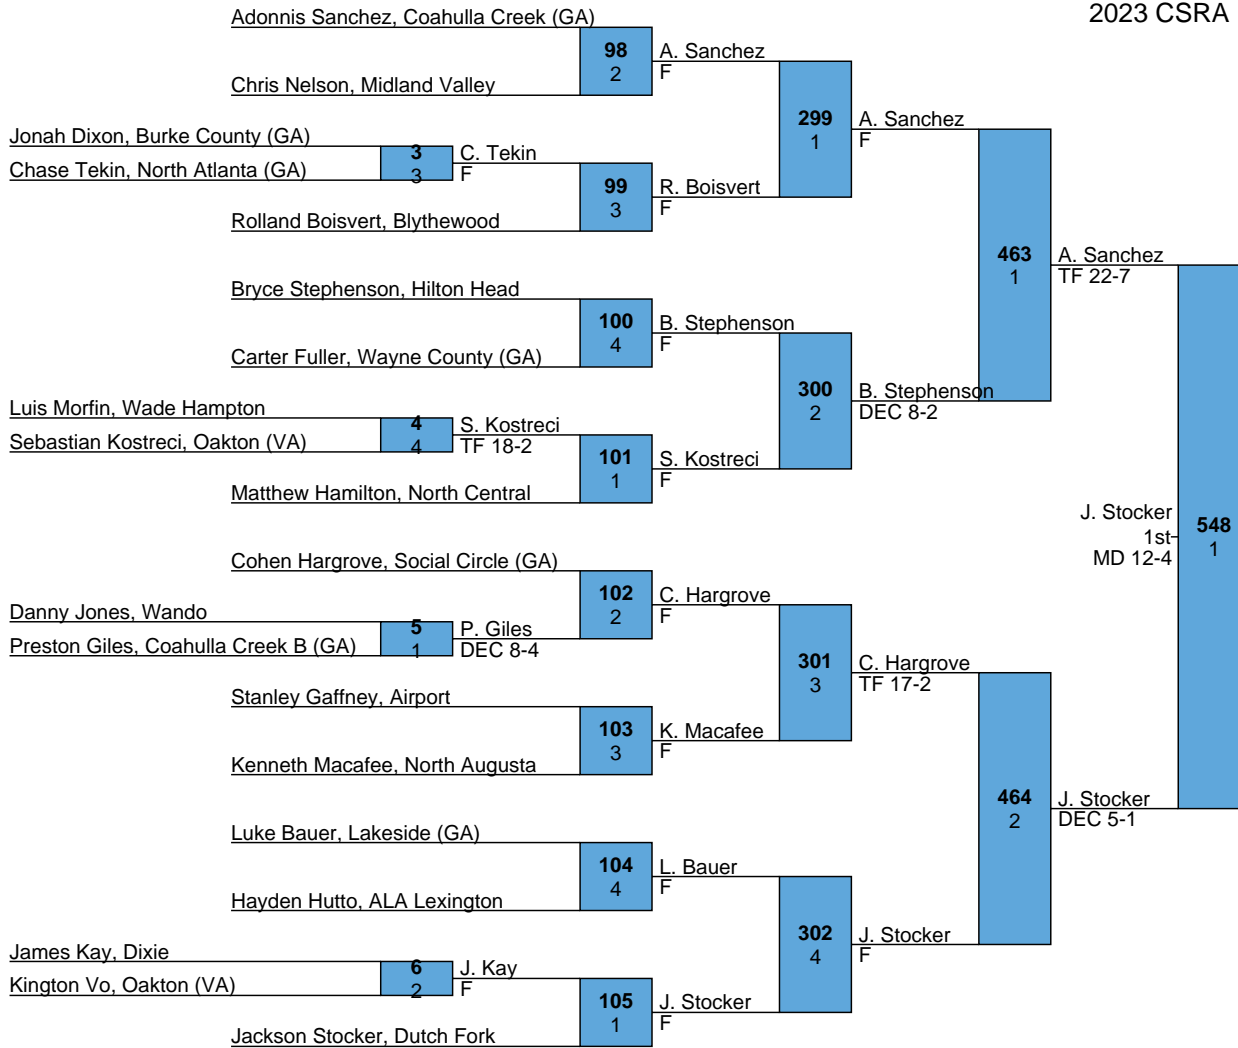 2023 CSRA
Adonnis Sanchez, Coahulla Creek (GA)
98
2
A. Sanchez
F
Chris Nelson, Midland Valley
299
1
A. Sanchez
F
Jonah Dixon, Burke County (GA)
3
3
C. Tekin
F
Chase Tekin, North Atlanta (GA)
99
3
R. Boisvert
F
Rolland Boisvert, Blythewood
463
1
A. Sanchez
TF 22-7
Bryce Stephenson, Hilton Head
100
4
B. Stephenson
F
Carter Fuller, Wayne County (GA)
300
2
B. Stephenson
DEC 8-2
Luis Morfin, Wade Hampton
4
4
S. Kostreci
TF 18-2
Sebastian Kostreci, Oakton (VA)
101
1
S. Kostreci
F
Matthew Hamilton, North Central
J. Stocker
1st
MD 12-4
548
1
Cohen Hargrove, Social Circle (GA)
102
2
C. Hargrove
F
Danny Jones, Wando
5
1
P. Giles
DEC 8-4
Preston Giles, Coahulla Creek B (GA)
301
3
C. Hargrove
TF 17-2
Stanley Gaffney, Airport
103
3
K. Macafee
F
Kenneth Macafee, North Augusta
464
2
J. Stocker
DEC 5-1
Luke Bauer, Lakeside (GA)
104
4
L. Bauer
F
Hayden Hutto, ALA Lexington
302
4
J. Stocker
F
James Kay, Dixie
6
2
J. Kay
F
Kington Vo, Oakton (VA)
105
1
J. Stocker
F
Jackson Stocker, Dutch Fork